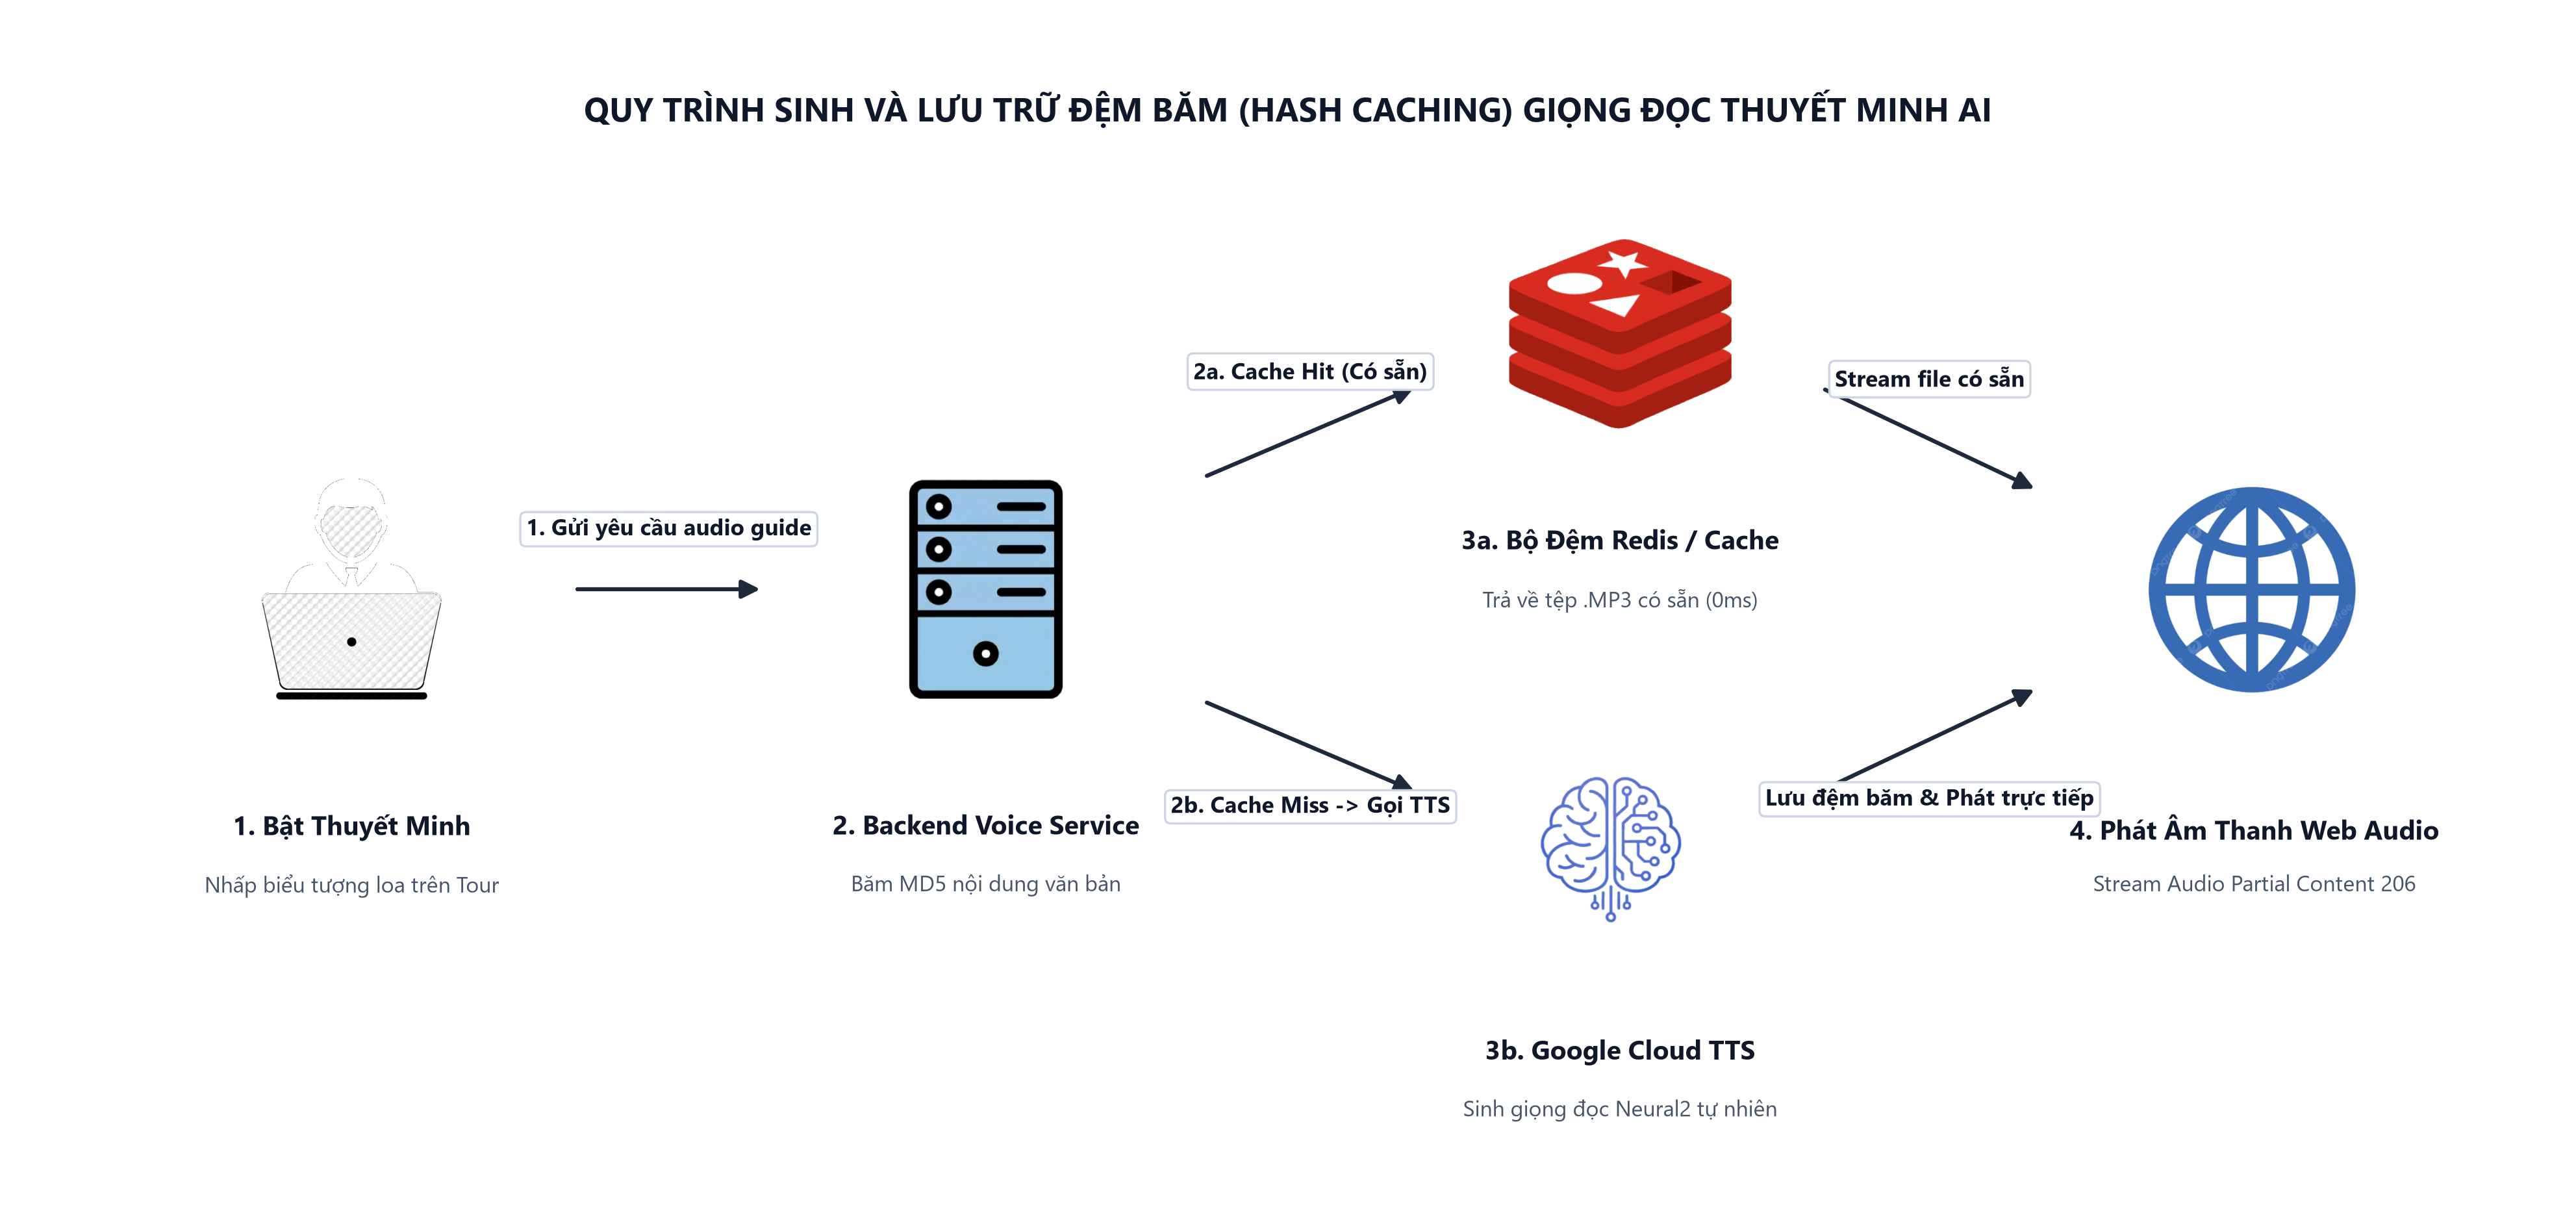 QUY TRÌNH SINH VÀ LƯU TRỮ ĐỆM BĂM (HASH CACHING) GIỌNG ĐỌC THUYẾT MINH AI
1. Gửi yêu cầu audio guide
2a. Cache Hit (Có sẵn)
Stream file có sẵn
3a. Bộ Đệm Redis / Cache
Trả về tệp .MP3 có sẵn (0ms)
2b. Cache Miss -> Gọi TTS
Lưu đệm băm & Phát trực tiếp
1. Bật Thuyết Minh
Nhấp biểu tượng loa trên Tour
2. Backend Voice Service
Băm MD5 nội dung văn bản
4. Phát Âm Thanh Web Audio
Stream Audio Partial Content 206
3b. Google Cloud TTS
Sinh giọng đọc Neural2 tự nhiên